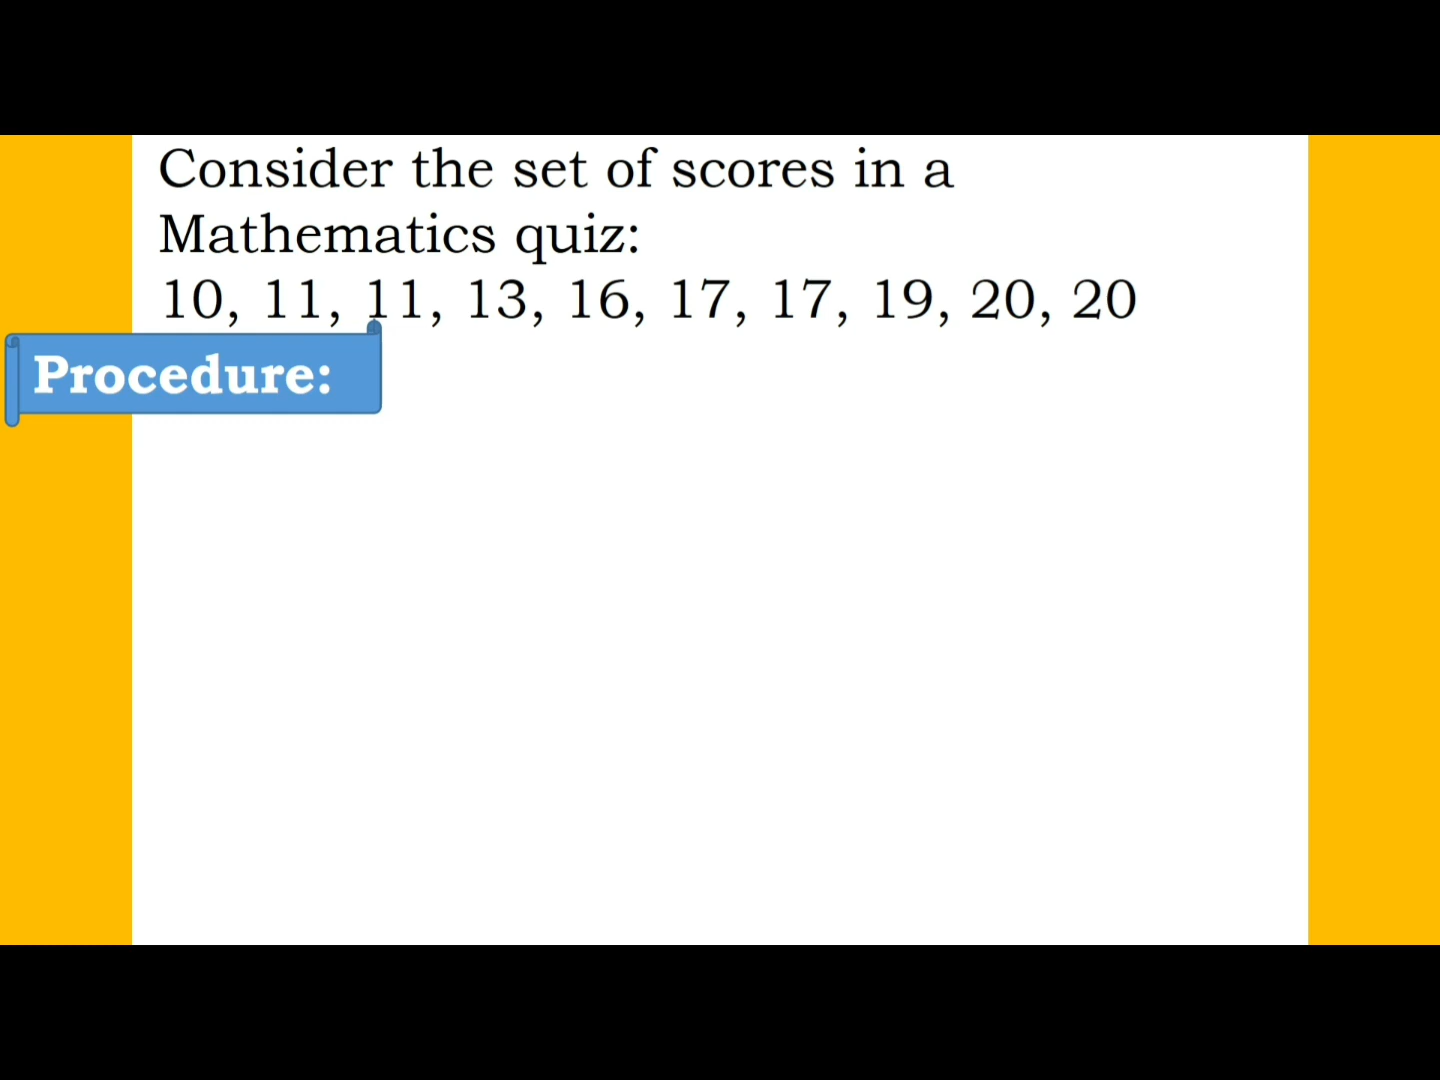 Consider the set of scores in a
Mathematics quiz:
10, 11, 11, 13, 16, 17, 17, 19, 20, 20
Procedure: